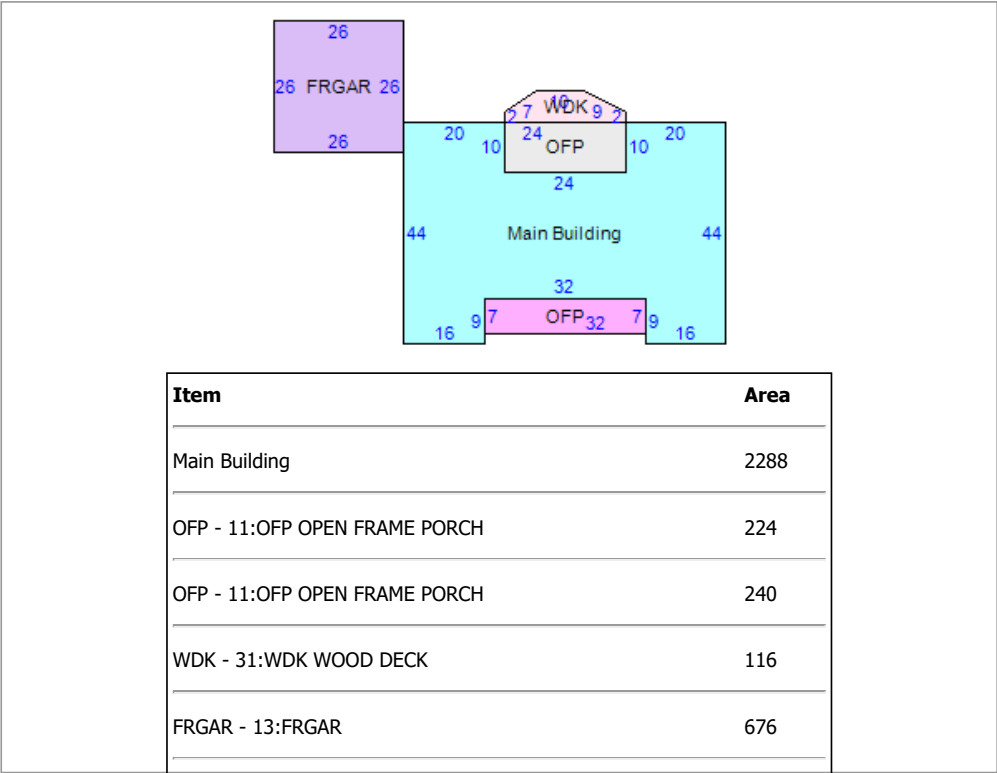 26
26 FRGAR 26
26
WDK
2 7 10 9 2
20 24 20
10 OFP 10
24
44 Main Building 44
32
9 7 OFP 32 7 9
16 16
Item Area
Main Building 2288
OFP - 11:OFP OPEN FRAME PORCH 224
OFP - 11:OFP OPEN FRAME PORCH 240
WDK - 31:WDK WOOD DECK 116
FRGAR - 13:FRGAR 676